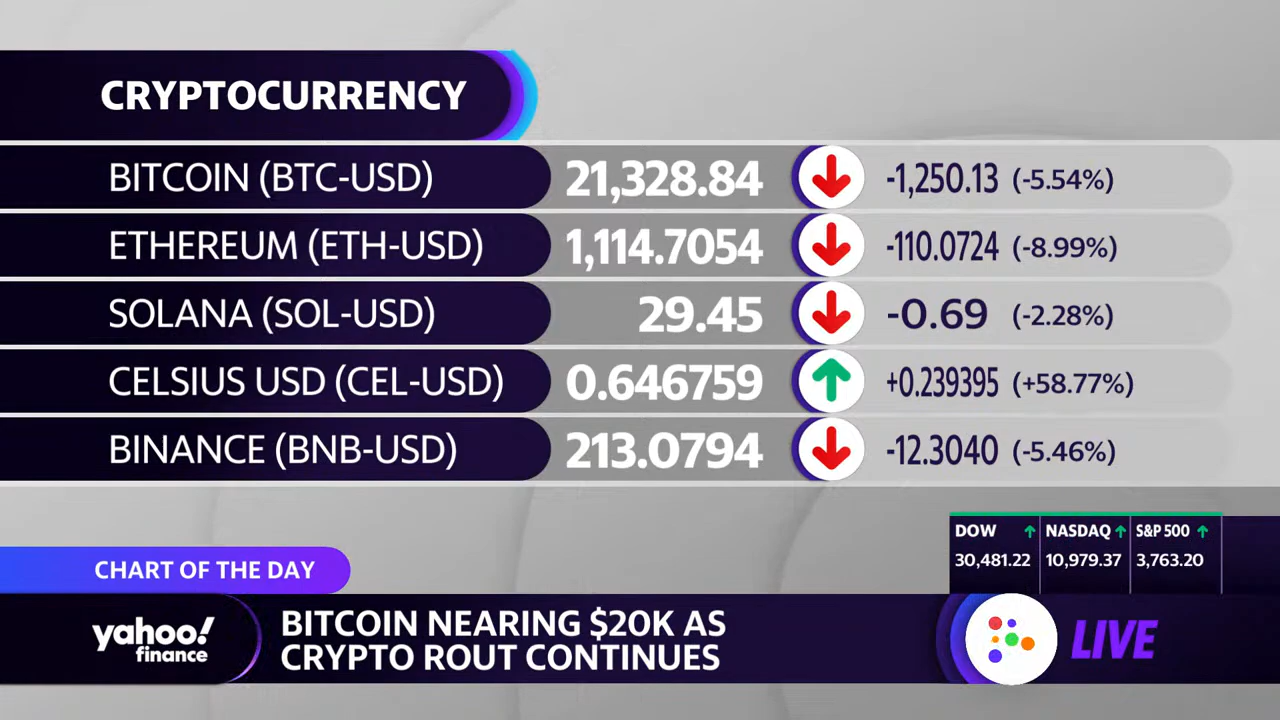 CRYPTOCURRENCY
BITCOIN (BTC-USD) 21,328.84 -1,250.13 (-5.54%)
ETHEREUM (ETH-USD) 1,114.7054 -110.0724 (-8.99%)
SOLANA (SOL-USD) 29.45 -0.69 (-2.28%)
CELSIUS USD (CEL-USD) 0.646759 +0.239395 (+58.77%)
BINANCE (BNB-USD) 213.0794 -12.3040 (-5.46%)
DOW NASDAQ S&P 500
30,481.22 10,979.37 3,763.20
CHART OF THE DAY
yahoo!
finance
BITCOIN NEARING $20K AS
CRYPTO ROUT CONTINUES
LIVE